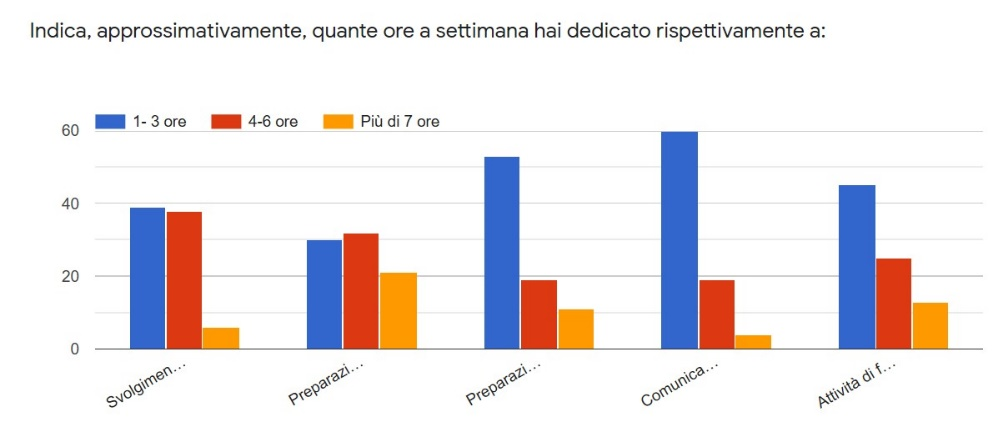 Indica, approssimativamente, quante ore a settimana hai dedicato rispettivamente a:
1- 3 ore 4-6 ore Più di 7 ore
60
40
20
0
Svolgimen... Preparazi... Preparazi... Comunica... Attività di f...